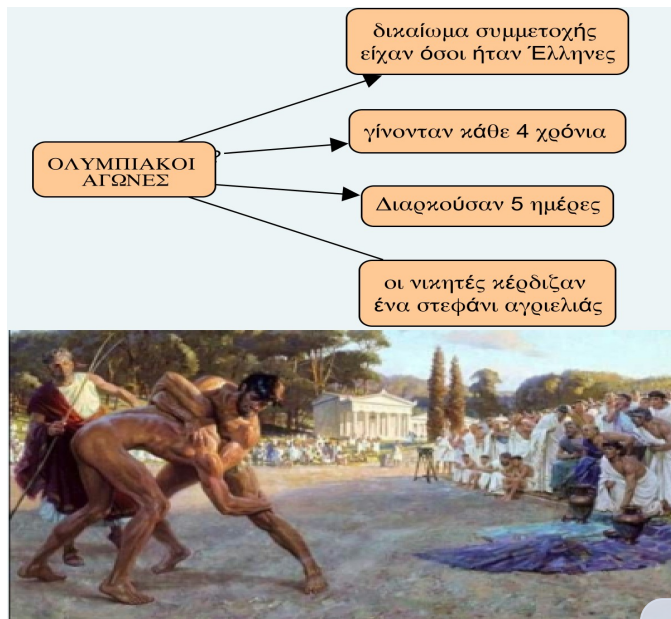 δικαίωμα συμμετοχής
είχαν όσοι ήταν Έλληνες
γίνονταν κάθε 4 χρόνια
ΟΛΥΜΠΙΑΚΟΙ
ΑΓΩΝΕΣ
Διαρκούσαν 5 ημέρες
οι νικητές κέρδιζαν
ένα στεφάνι αγριελιάς